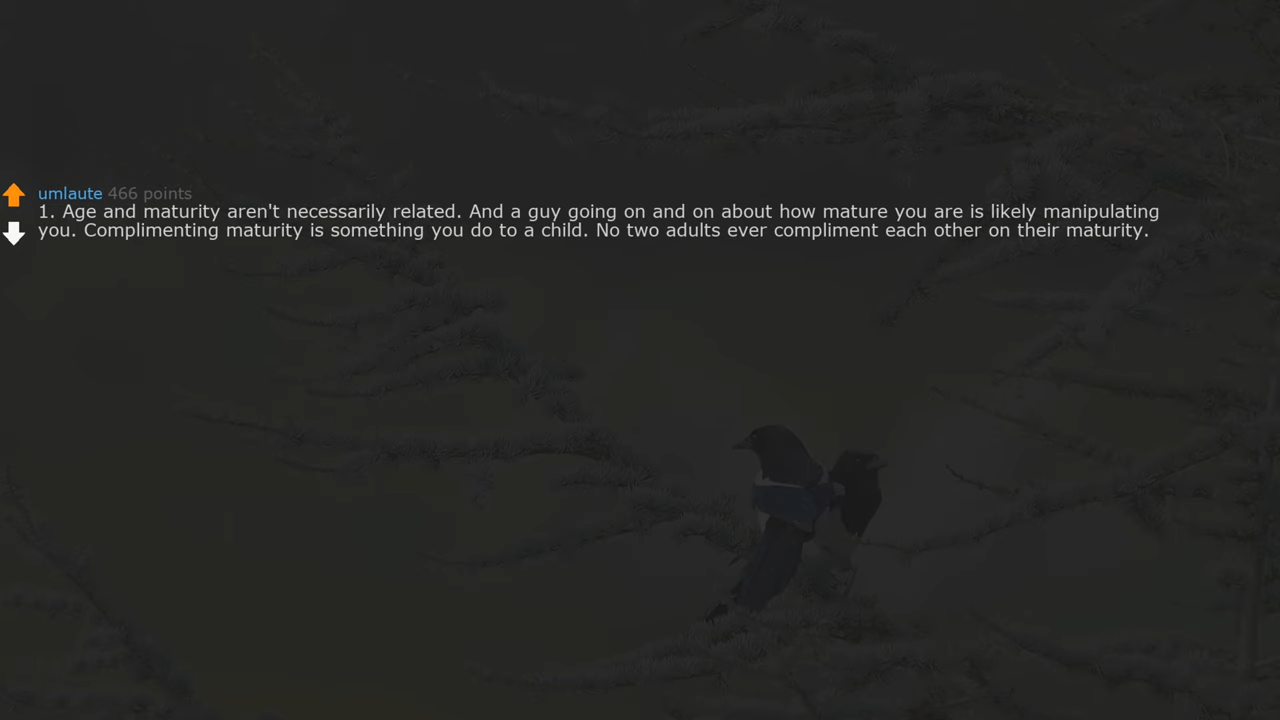 umlaute 466 points
1. Age and maturity aren't necessarily related. And a guy going on and on about how mature you are is likely manipulating
you. Complimenting maturity is something you do to a child. No two adults ever compliment each other on their maturity.